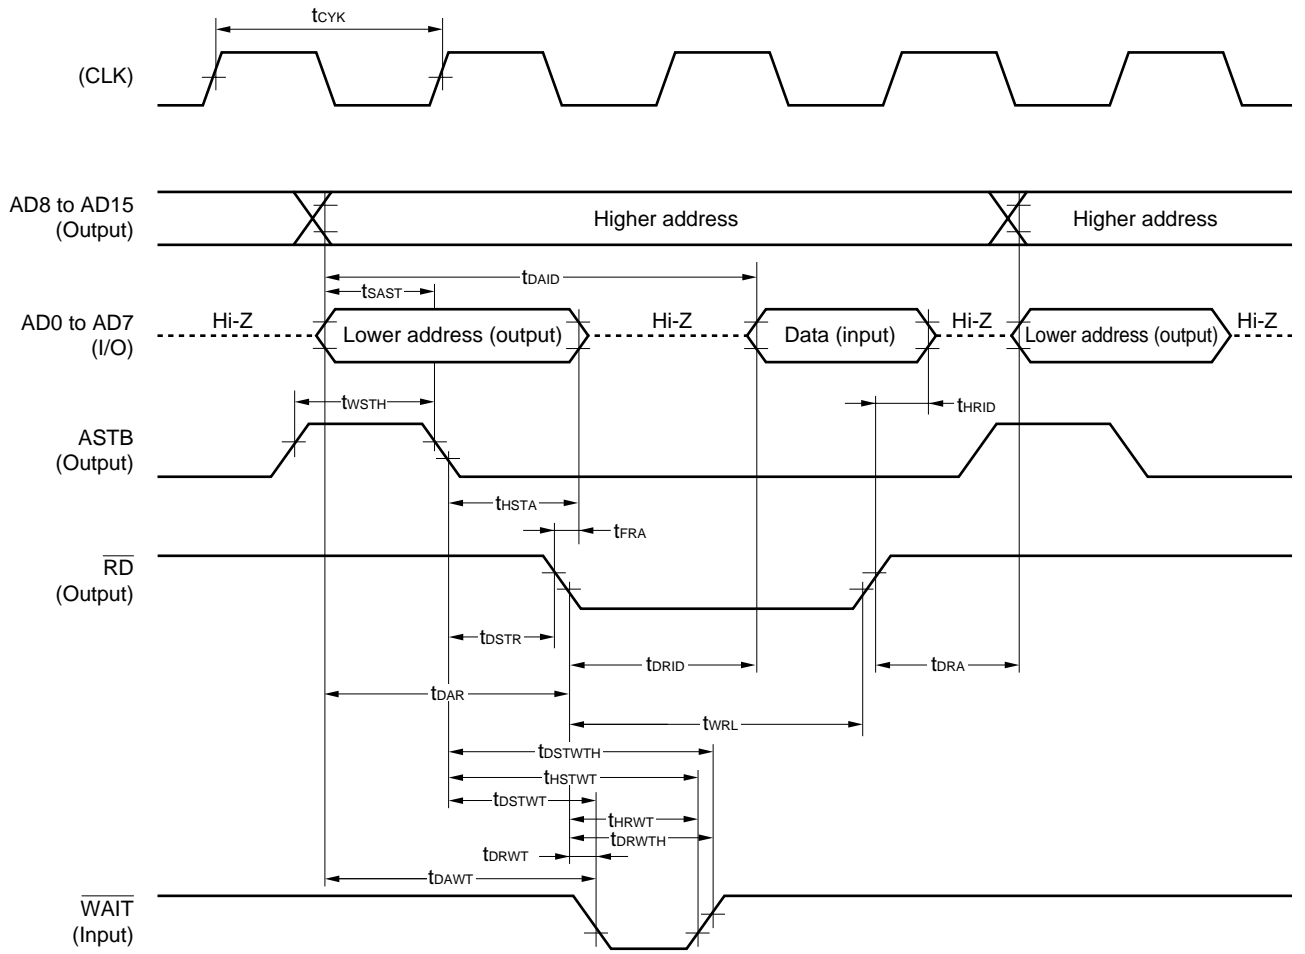 tCYK
(CLK)
AD8 to AD15
(Output)
Higher address
Higher address
tDAID
tSAST
AD0 to AD7
(I/O)
Hi-Z
Lower address (output)
Hi-Z
Data (input)
Hi-Z
Lower address (output)
Hi-Z
tWSTH
tHRID
ASTB
(Output)
tHSTA
tFRA
RD
(Output)
tDSTR
tDRID
tDRA
tDAR
tWRL
tDSTWTH
tHSTWT
tDSTWT
tHRWT
tDRWTH
tDRWT
tDAWT
WAIT
(Input)